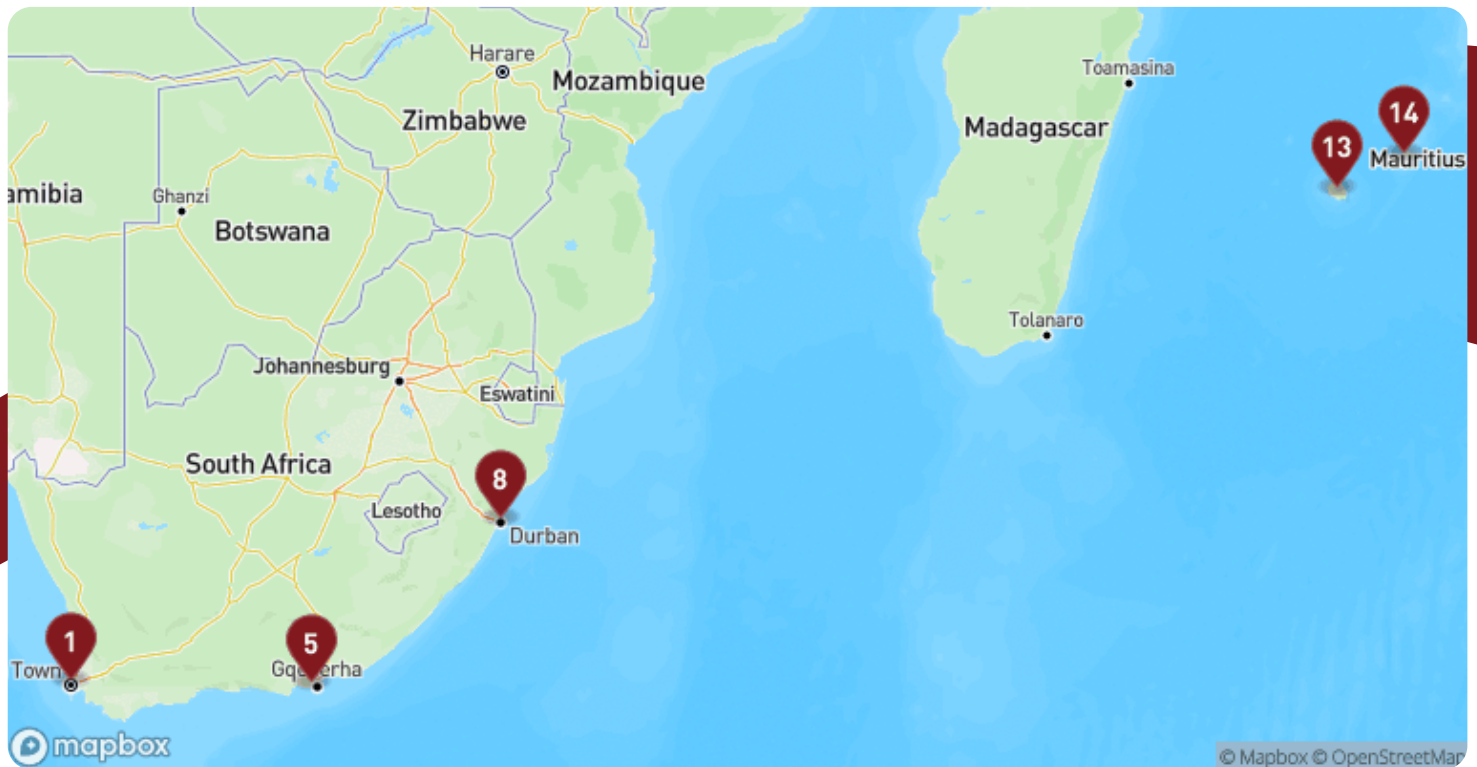 Harare
Mozambique
Toamasina
Zimbabwe
Madagascar
14
13
Mauritius
amibia
Ghanzi
Botswana
Tolanaro
Johannesburg
Eswatini
South Africa
8
Lesotho
Durban
1
5
Town
mapbox
© Mapbox © OpenStreetMap